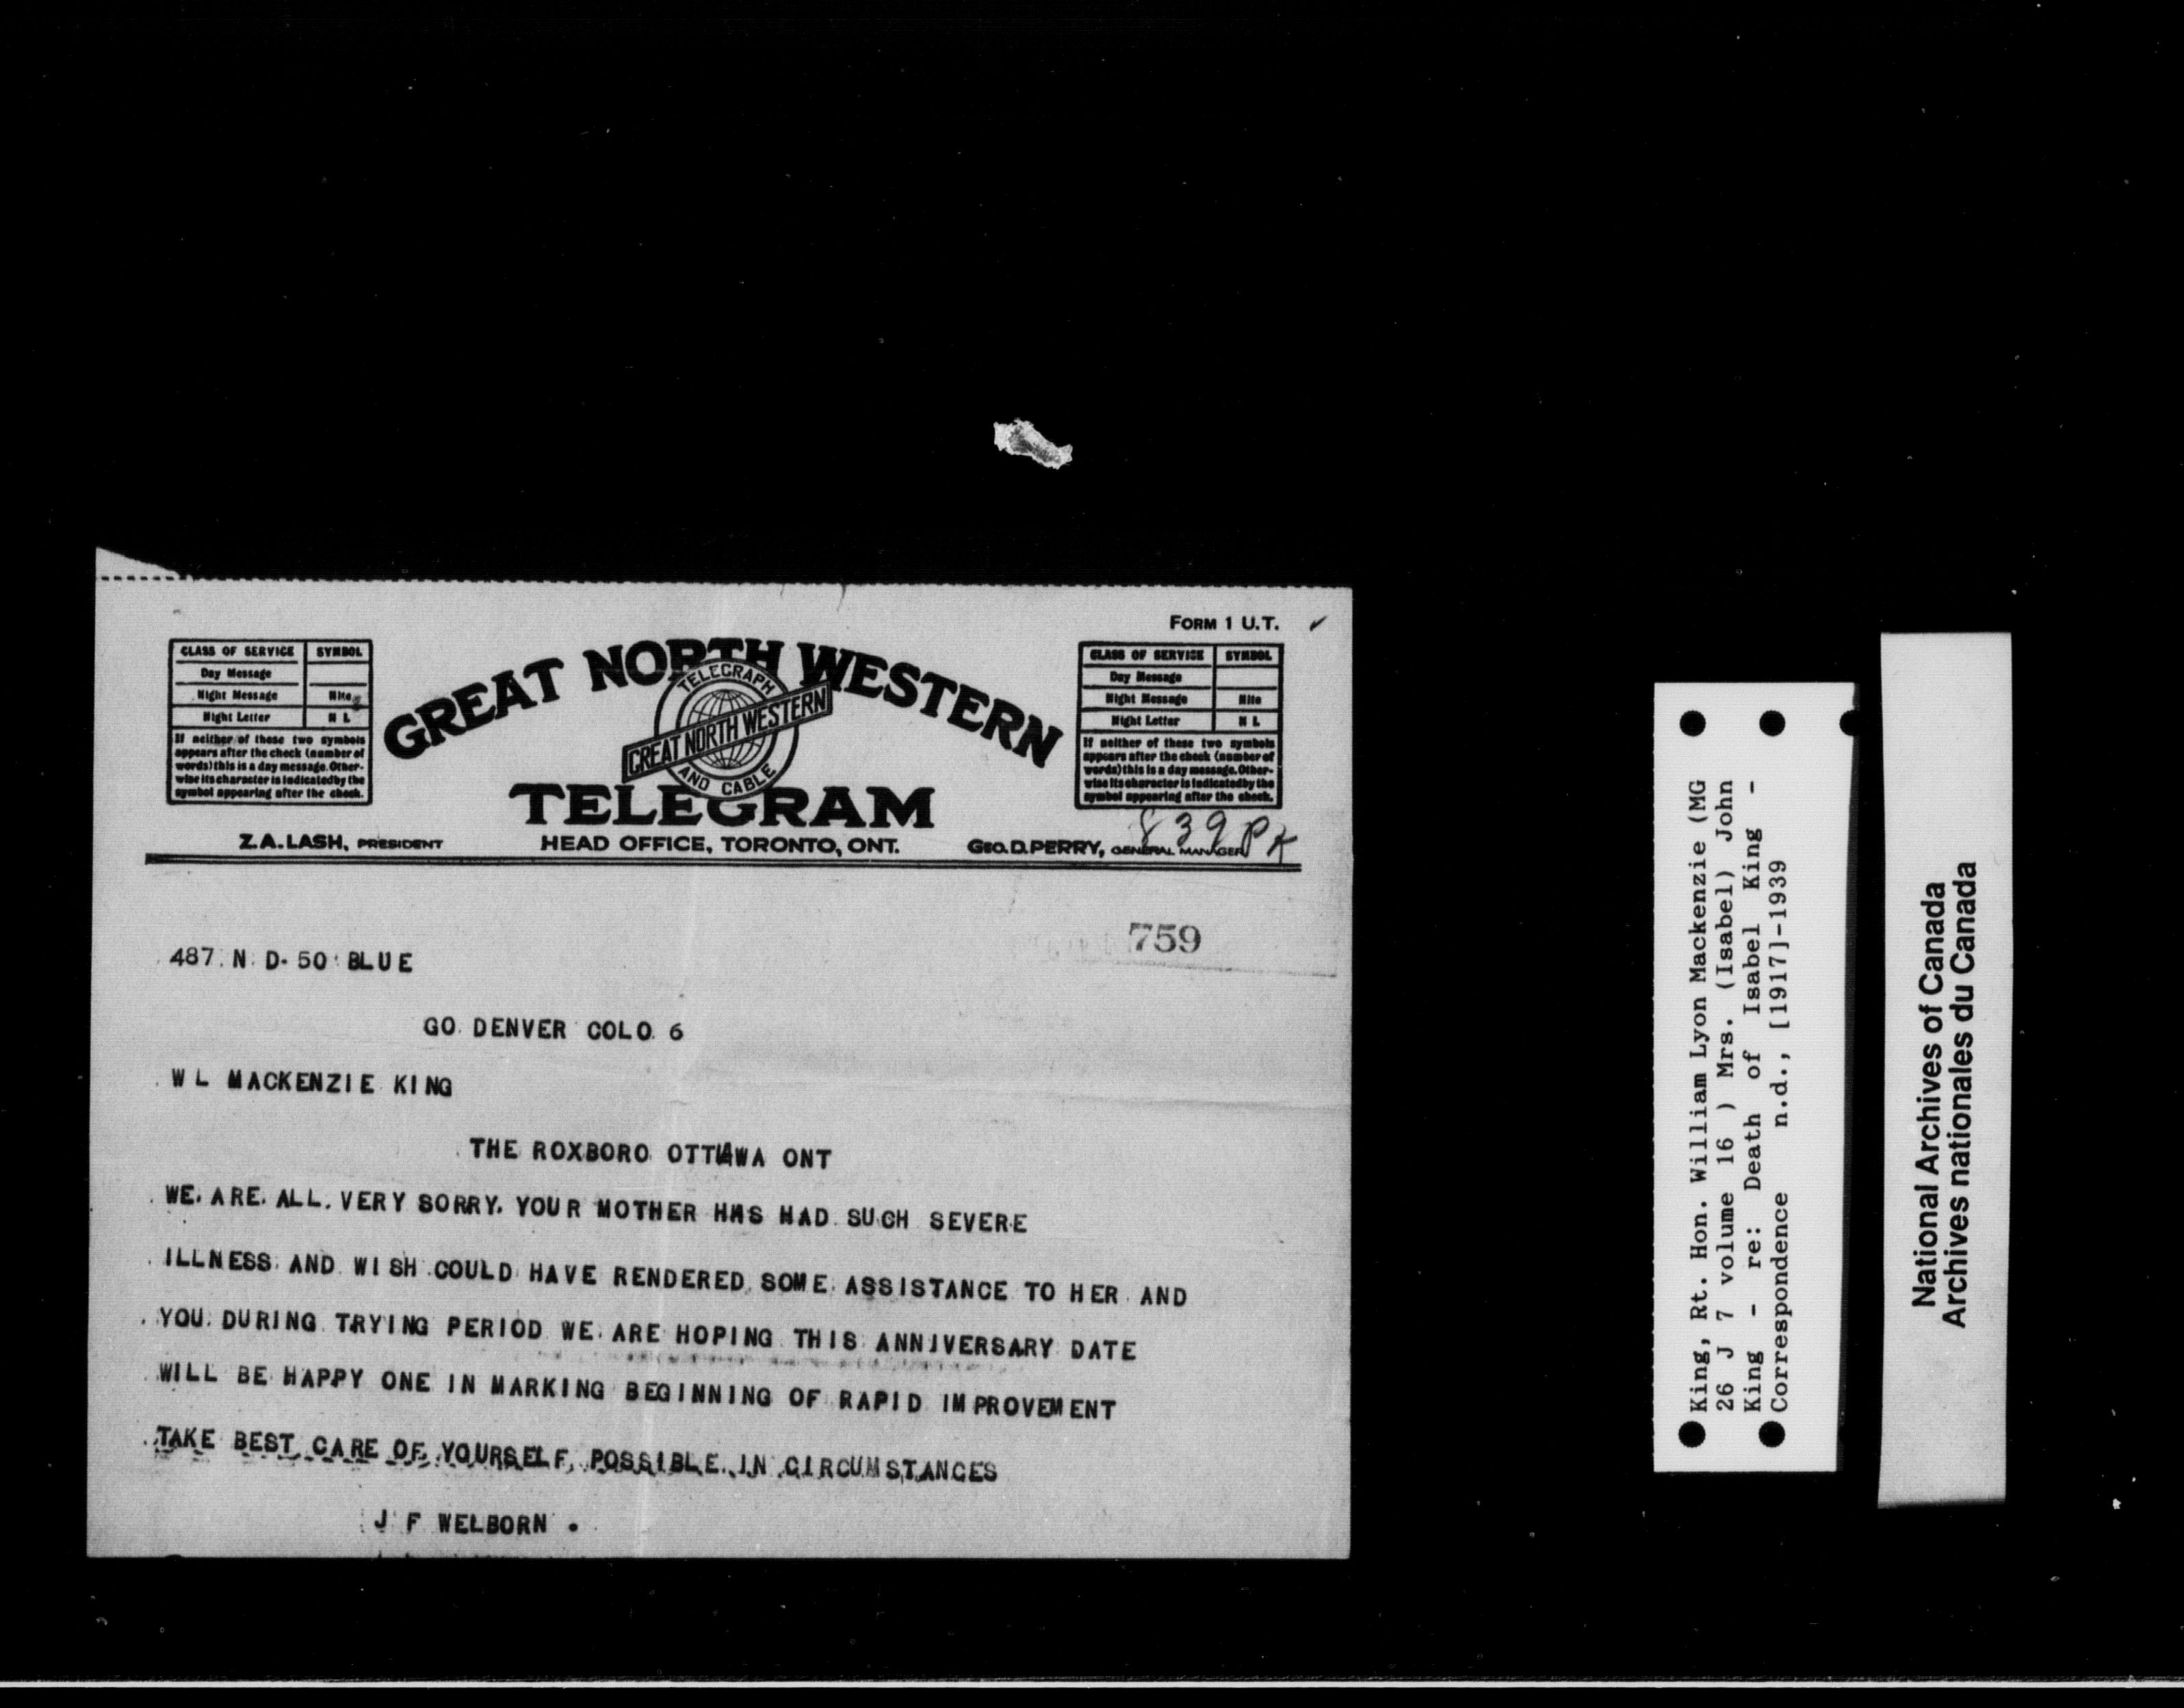 FORM 1 U.T.
CLASS OF SERVICE SYMBOL
Day Message
Night Message Nite
Night Letter N L
If neither of these two symbols
appears after the check (number of
words) this is a day message. Other-
wise its character is indicated by the
symbol appearing after the check.
GREAT NORTH WESTERN
TELEGRAPH
GREAT NORTH WESTERN
AND CABLE
TELEGRAM
CLASS OF SERVICE SYMBOL
Day Message
Night Message Nite
Night Letter N L
If neither of these two symbols
appears after the check (number of
words) this is a day message. Other-
wise its character is indicated by the
symbol appearing after the check.
Z.A. LASH, PRESIDENT HEAD OFFICE, TORONTO, ONT. GEO. D. PERRY, GENERAL MANAGER
839 PK
759
487 N D- 50 BLUE
GO DENVER COLO 6
W L MACKENZIE KING
THE ROXBORO OTTAWA ONT
WE ARE ALL VERY SORRY YOUR MOTHER HAS HAD SUCH SEVERE
ILLNESS AND WISH COULD HAVE RENDERED SOME ASSISTANCE TO HER AND
YOU DURING TRYING PERIOD WE ARE HOPING THIS ANNIVERSARY DATE
WILL BE HAPPY ONE IN MARKING BEGINNING OF RAPID IMPROVEMENT
TAKE BEST CARE OF YOURSELF POSSIBLE IN CIRCUMSTANCES
J F WELBORN .
King, Rt. Hon. William Lyon Mackenzie (MG
26 J 7 volume 16 ) Mrs. (Isabel) John
King - re: Death of Isabel King -
Correspondence n.d., [1917]-1939
National Archives of Canada
Archives nationales du Canada